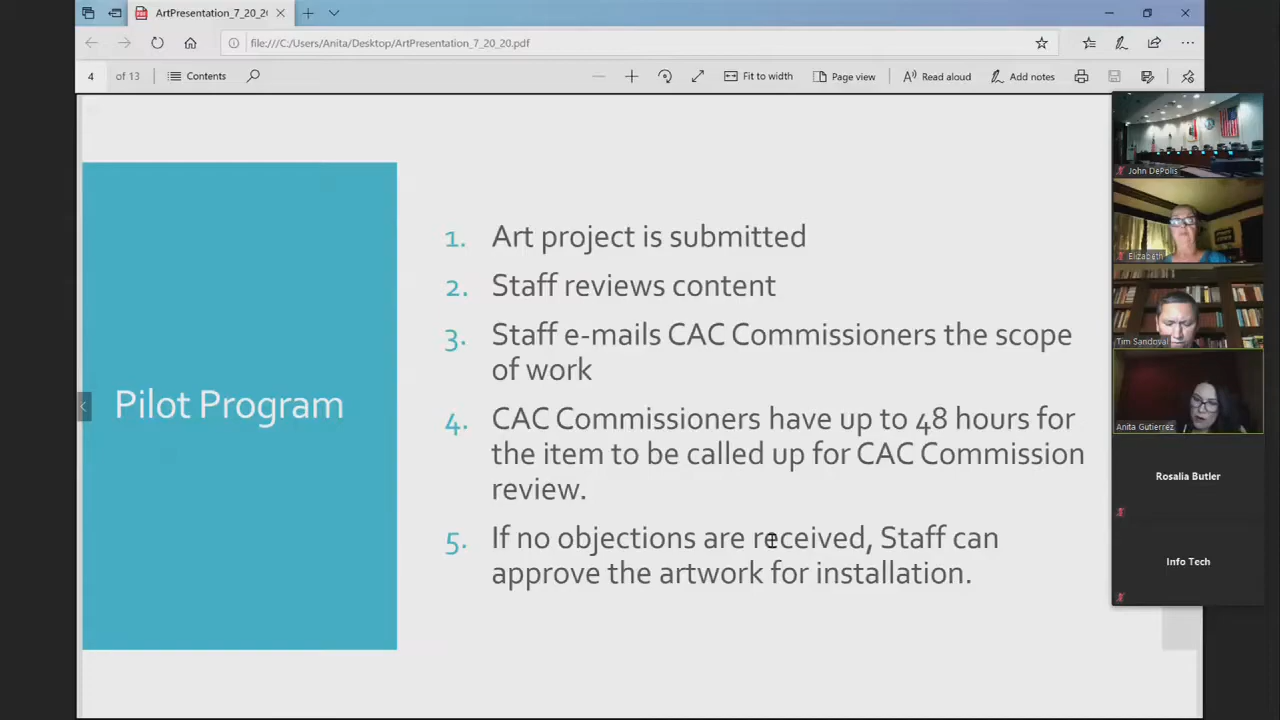 ArtPresentation_7_20_20
file:///C:/Users/Anita/Desktop/ArtPresentation_7_20_20.pdf
4 of 13 Contents Fit to width Page view Read aloud Add notes
Pilot Program
1. Art project is submitted
2. Staff reviews content
3. Staff e-mails CAC Commissioners the scope
of work
4. CAC Commissioners have up to 48 hours for
the item to be called up for CAC Commission
review.
5. If no objections are received, Staff can
approve the artwork for installation.
John DePolis
Elizabeth
Tim Sandoval
Anita Gutierrez
Rosalia Butler
Info Tech